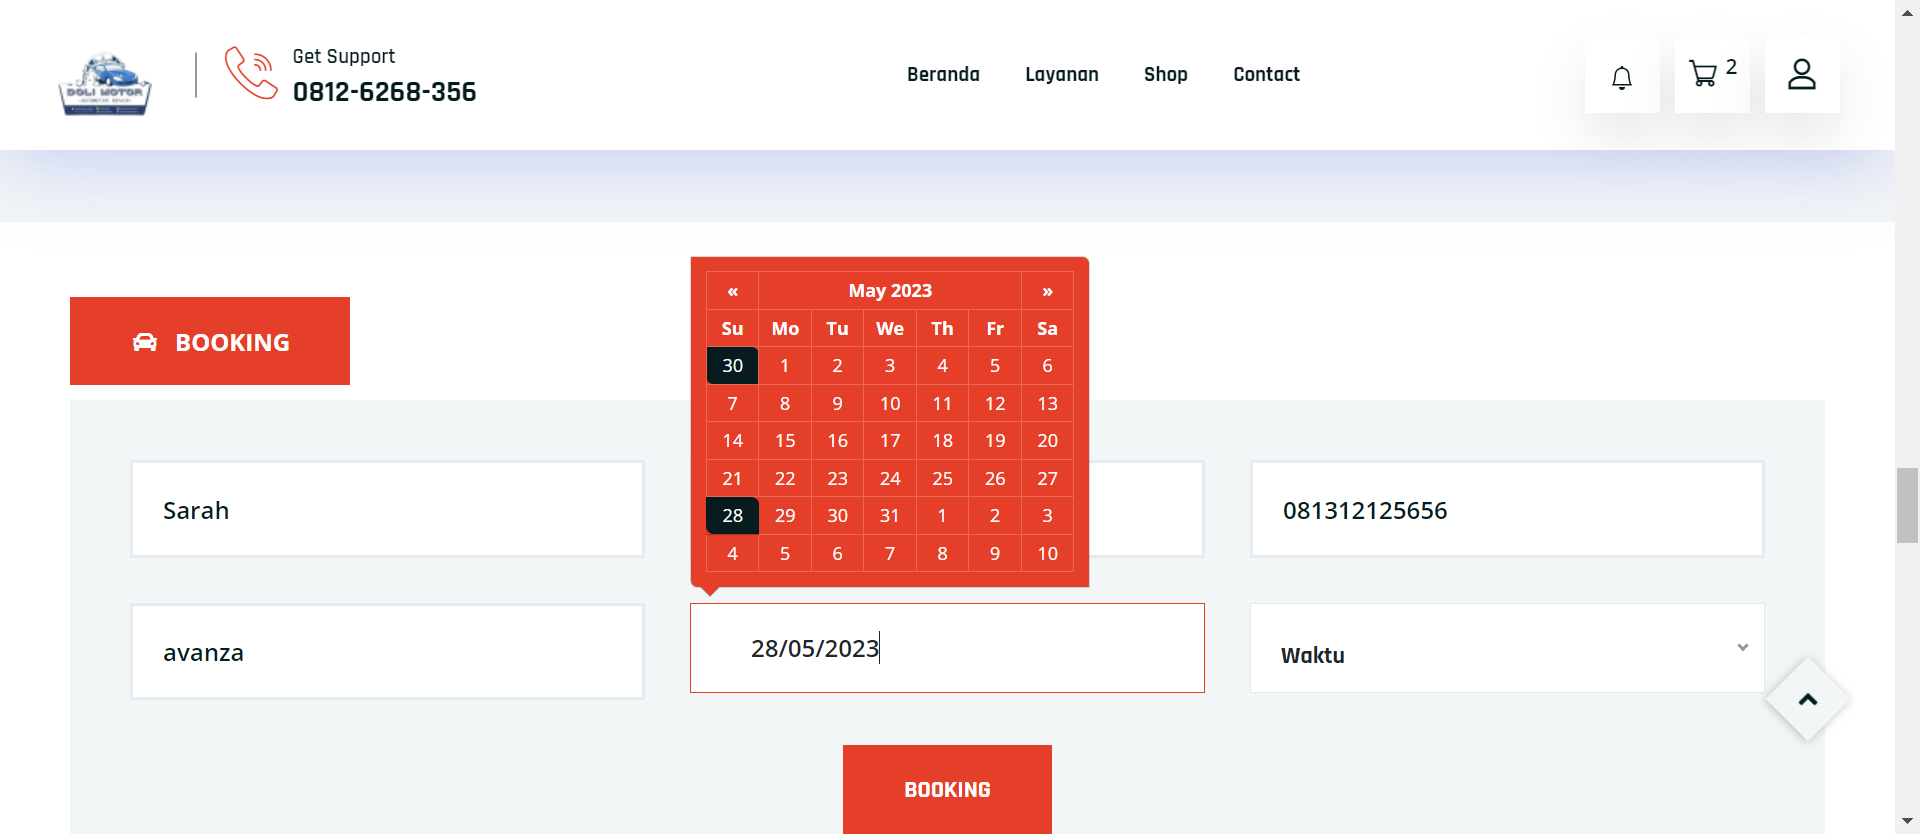 DOLI MOTOR
Get Support
0812-6268-356
Beranda
Layanan
Shop
Contact
2
BOOKING
« May 2023 »
Su Mo Tu We Th Fr Sa
30 1 2 3 4 5 6
7 8 9 10 11 12 13
14 15 16 17 18 19 20
21 22 23 24 25 26 27
28 29 30 31 1 2 3
4 5 6 7 8 9 10
Sarah
081312125656
avanza
28/05/2023
Waktu
BOOKING